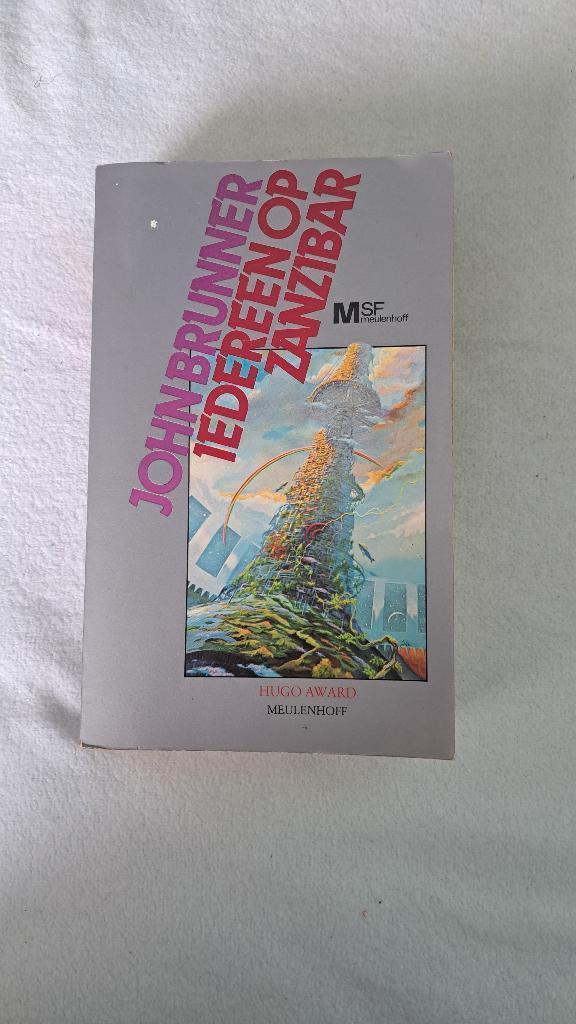 JOHN BRUNNER
IEDEREEN OP
ZANZIBAR
MSF
meulenhoff
HUGO AWARD
MEULENHOFF